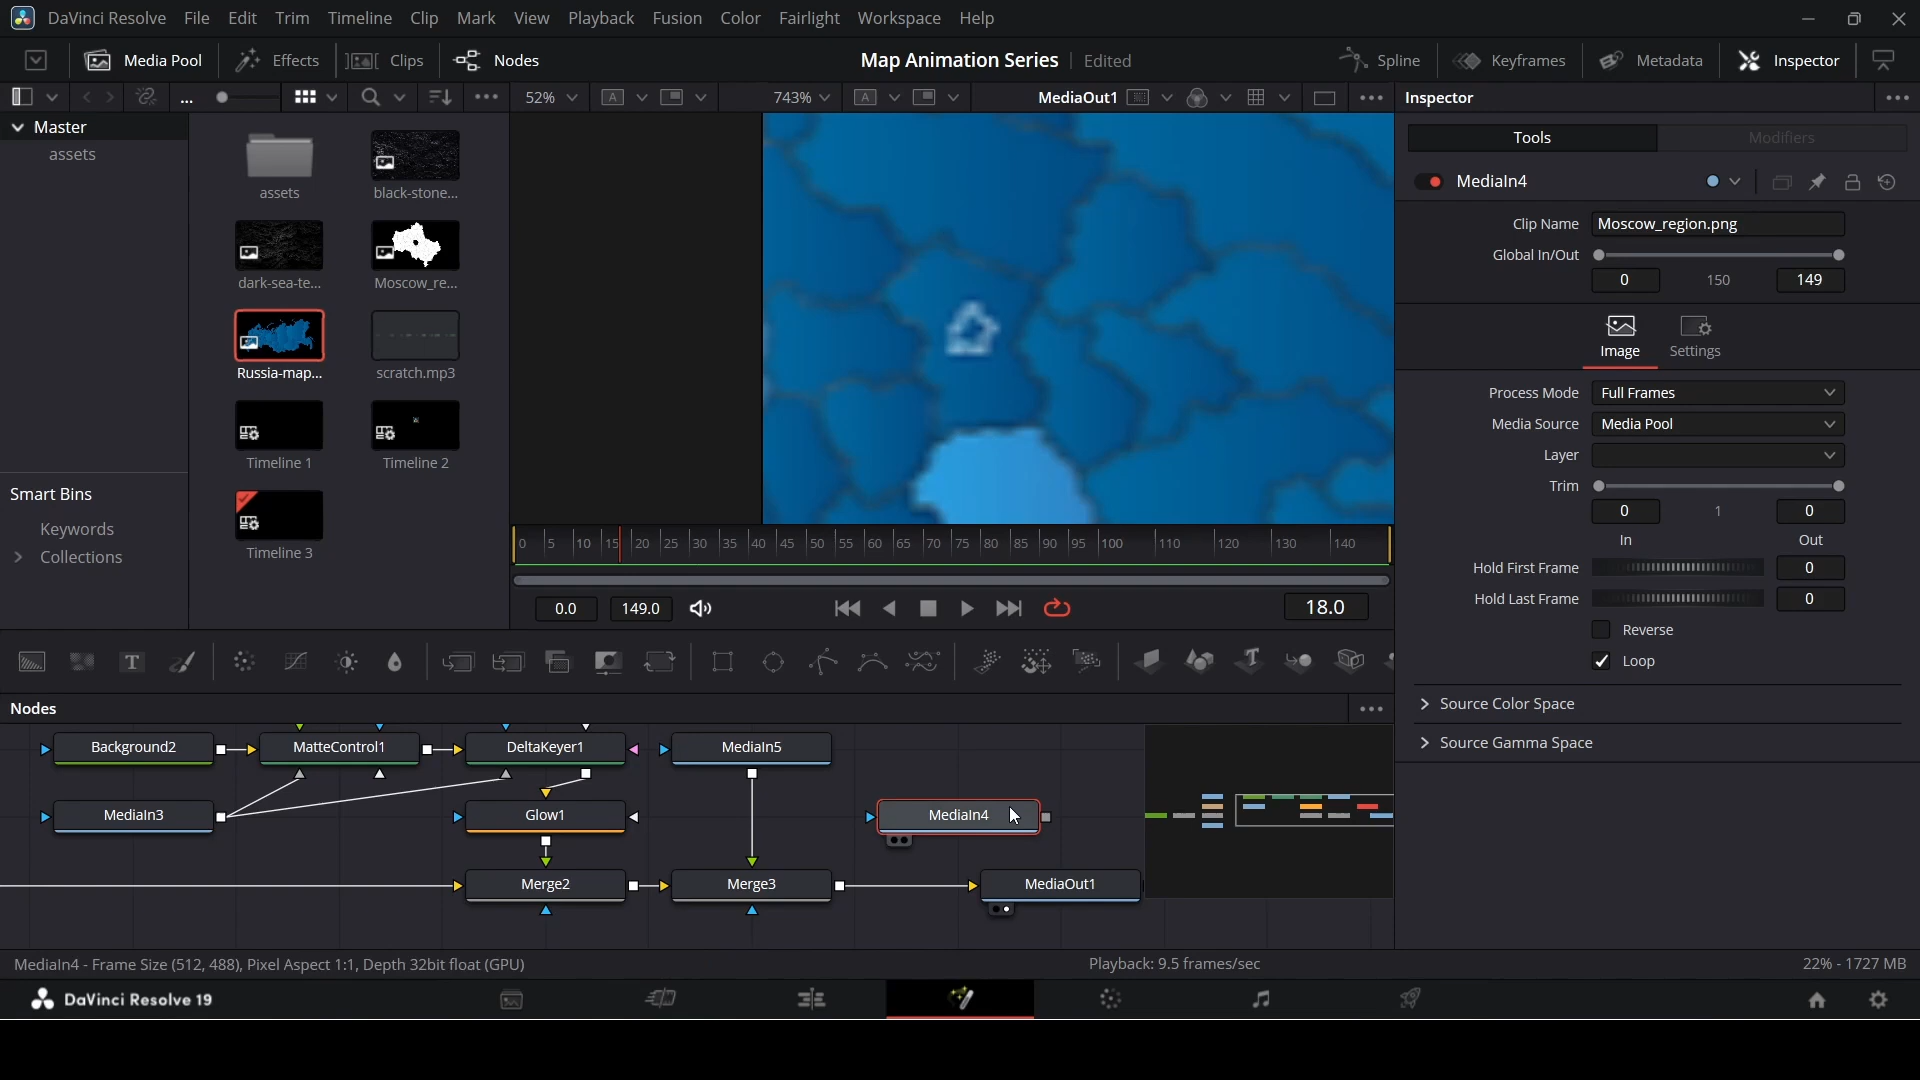 DaVinci Resolve File Edit Trim Timeline Clip Mark View Playback Fusion Color Fairlight Workspace Help
Media Pool Effects Clips Nodes Map Animation Series Edited Spline Keyframes Metadata Inspector
... 52% A 743% A MediaOut1 ... Inspector ...
Master
assets
assets
black-stone...
dark-sea-te...
Moscow_re...
Russia-map...
scratch.mp3
Timeline 1
Timeline 2
Timeline 3
Smart Bins
Keywords
Collections
0 5 10 15 20 25 30 35 40 45 50 55 60 65 70 75 80 85 90 95 100 110 120 130 140
0.0 149.0 18.0
Tools Modifiers
MediaIn4
Clip Name Moscow_region.png
Global In/Out
0 150 149
Image Settings
Process Mode Full Frames
Media Source Media Pool
Layer
Trim
0 1 0
In Out
Hold First Frame 0
Hold Last Frame 0
Reverse
Loop
Source Color Space
Source Gamma Space
T T
Nodes
Background2 MatteControl1 DeltaKeyer1 MediaIn5
MediaIn3 Glow1 MediaIn4
Merge2 Merge3 MediaOut1
MediaIn4 - Frame Size (512, 488), Pixel Aspect 1:1, Depth 32bit float (GPU) Playback: 9.5 frames/sec 22% - 1727 MB
DaVinci Resolve 19